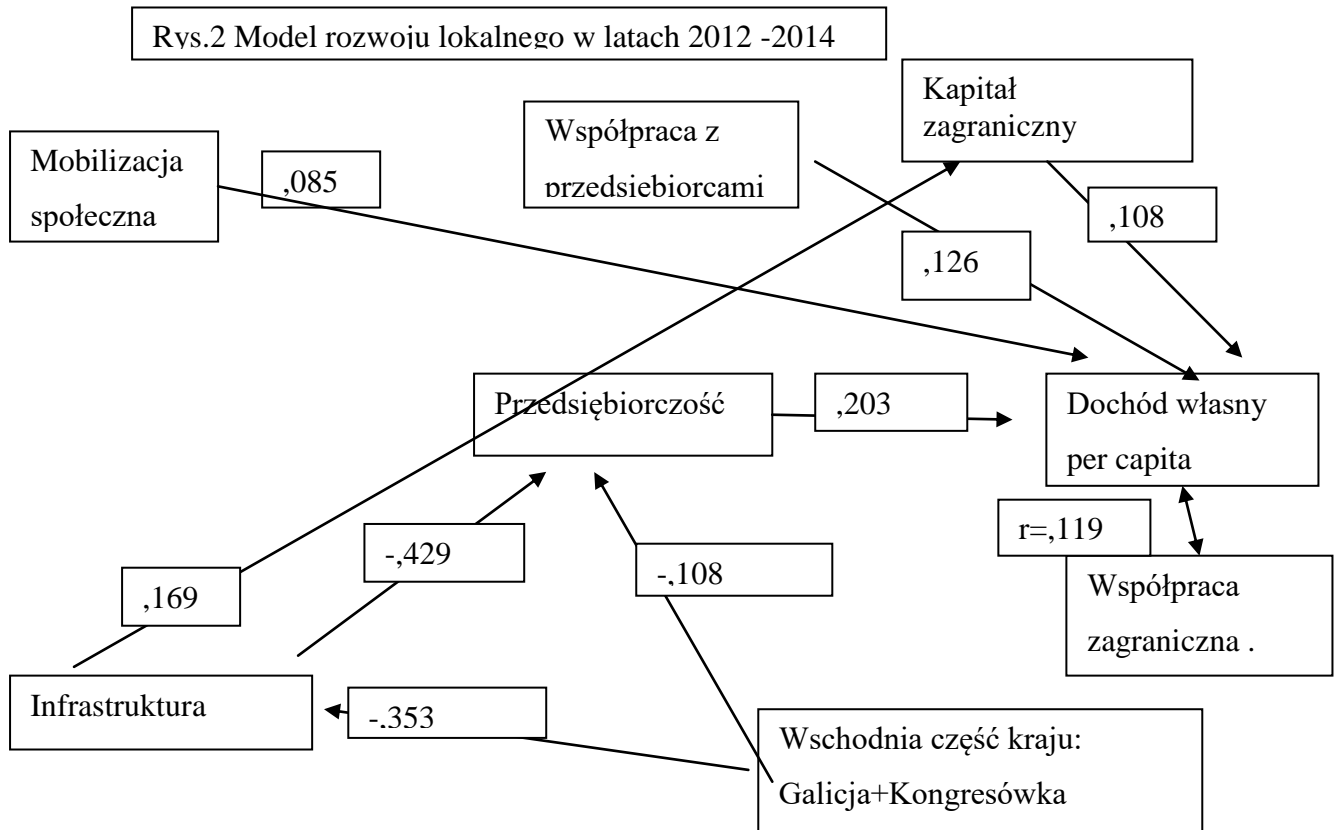 Rys.2 Model rozwoju lokalnego w latach 2012 -2014
Kapitał
zagraniczny
Współpraca z
przedsiebiorcami
Mobilizacja
społeczna
,085
,108
,126
Przedsiębiorczość
,203
Dochód własny
per capita
r=,119
-,429
-,108
,169
Współpraca
zagraniczna .
Infrastruktura
-,353
Wschodnia część kraju:
Galicja+Kongresówka